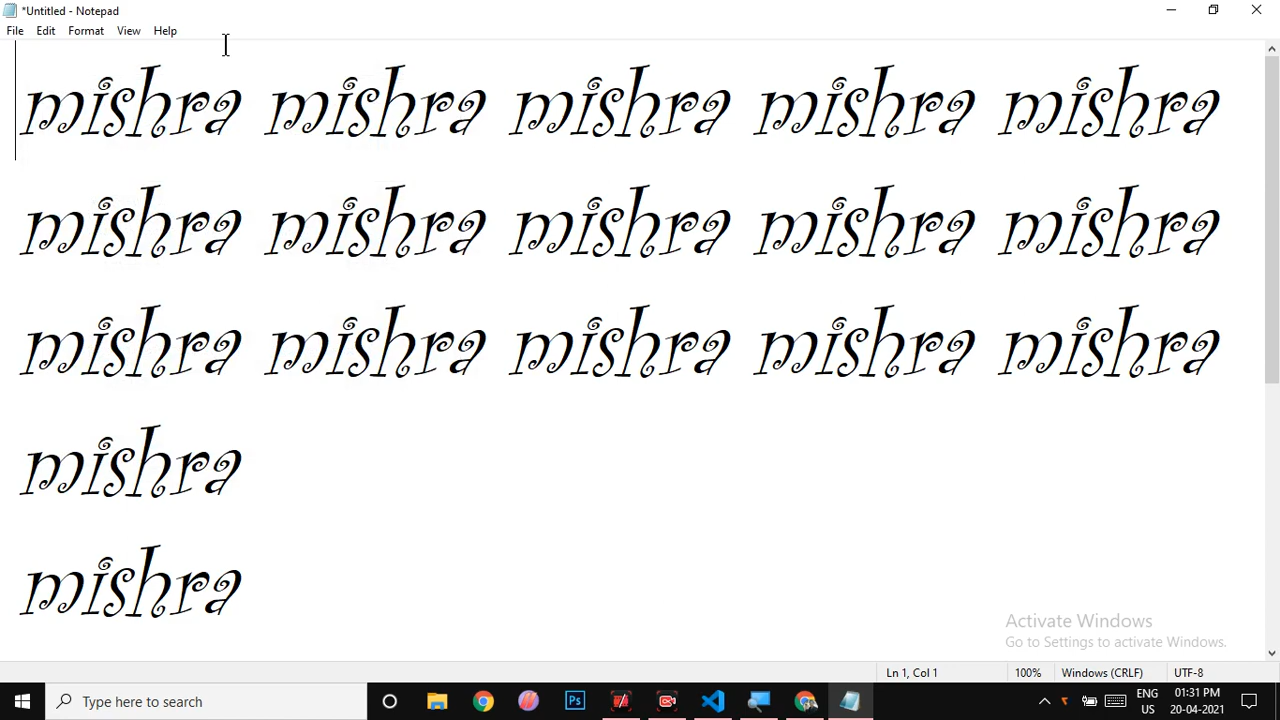 *Untitled - Notepad
File Edit Format View Help
mishra mishra mishra mishra mishra
mishra mishra mishra mishra mishra
mishra mishra mishra mishra mishra
mishra
mishra
Activate Windows
Go to Settings to activate Windows.
Ln 1, Col 1 100% Windows (CRLF) UTF-8
Type here to search
Ps
ENG
US
01:31 PM
20-04-2021